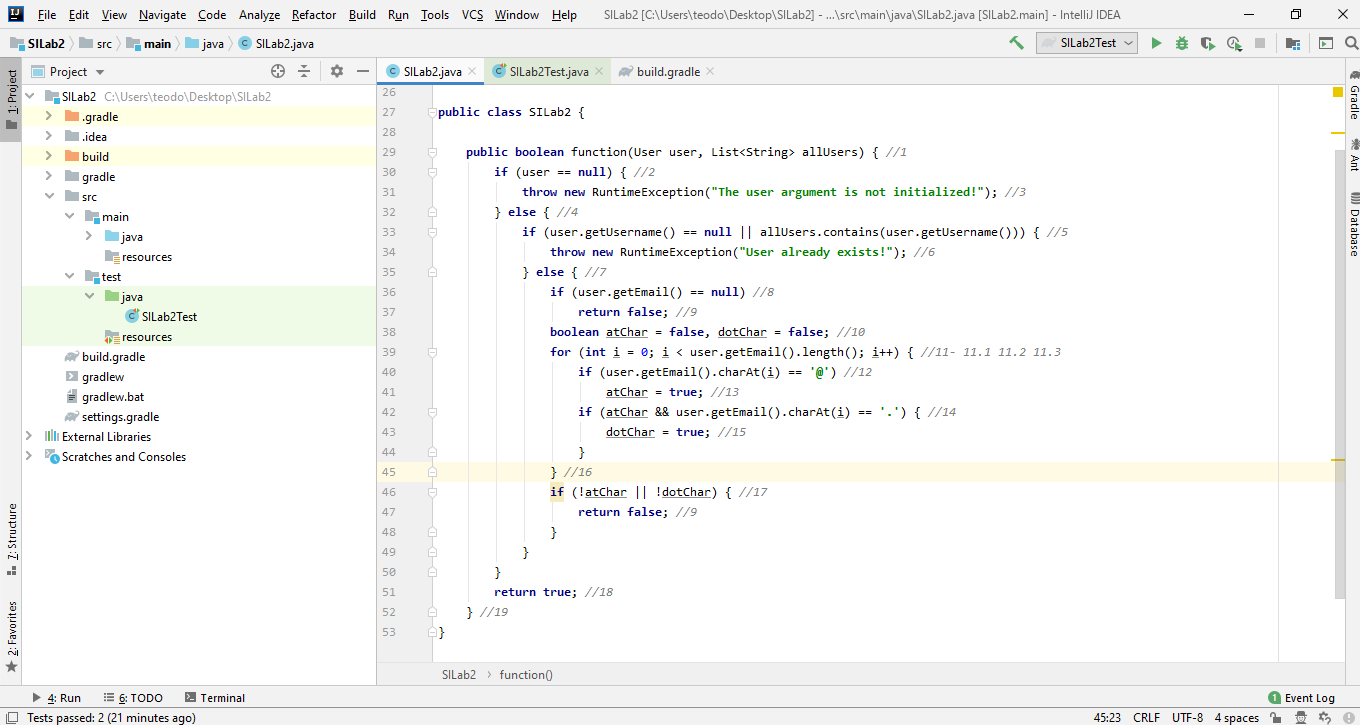 File Edit View Navigate Code Analyze Refactor Build Run Tools VCS Window Help SILab2 [C:\Users\teodo\Desktop\SILab2] - ...\src\main\java\SILab2.java [SILab2.main] - IntelliJ IDEA
SILab2 src main java SILab2.java SILab2Test
Project
SILab2.java SILab2Test.java build.gradle
1: Project
7: Structure
2: Favorites
SILab2 C:\Users\teodo\Desktop\SILab2
.gradle
.idea
build
gradle
src
main
java
resources
test
java
SILab2Test
resources
build.gradle
gradlew
gradlew.bat
settings.gradle
External Libraries
Scratches and Consoles
26
27 public class SILab2 {
28
29 public boolean function(User user, List<String> allUsers) { //1
30 if (user == null) { //2
31 throw new RuntimeException("The user argument is not initialized!"); //3
32 } else { //4
33 if (user.getUsername() == null || allUsers.contains(user.getUsername())) { //5
34 throw new RuntimeException("User already exists!"); //6
35 } else { //7
36 if (user.getEmail() == null) //8
37 return false; //9
38 boolean atChar = false, dotChar = false; //10
39 for (int i = 0; i < user.getEmail().length(); i++) { //11- 11.1 11.2 11.3
40 if (user.getEmail().charAt(i) == '@') //12
41 atChar = true; //13
42 if (atChar && user.getEmail().charAt(i) == '.') { //14
43 dotChar = true; //15
44 }
45 } //16
46 if (!atChar || !dotChar) { //17
47 return false; //9
48 }
49 }
50 }
51 return true; //18
52 } //19
53 }
Gradle
Ant
Database
SILab2 function()
4: Run 6: TODO Terminal 1 Event Log
Tests passed: 2 (21 minutes ago) 45:23 CRLF UTF-8 4 spaces